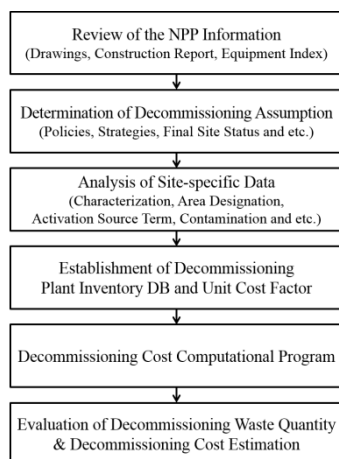 Review of the NPP Information
(Drawings, Construction Report, Equipment Index)
Determination of Decommissioning Assumption
(Policies, Strategies, Final Site Status and etc.)
Analysis of Site-specific Data
(Characterization, Area Designation,
Activation Source Term, Contamination and etc.)
Establishment of Decommissioning
Plant Inventory DB and Unit Cost Factor
Decommissioning Cost Computational Program
Evaluation of Decommissioning Waste Quantity
& Decommissioning Cost Estimation